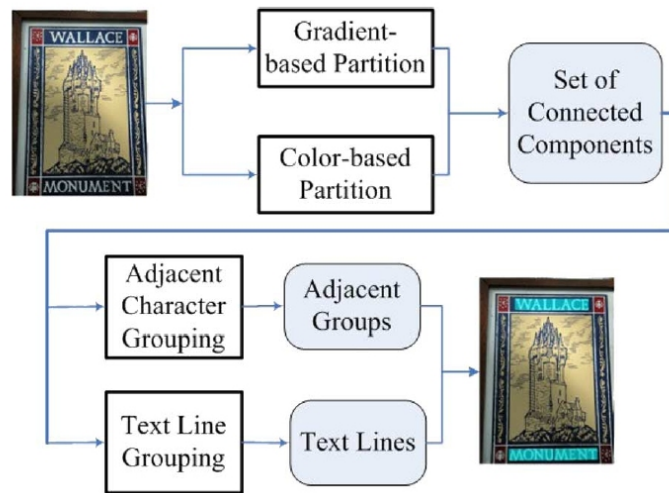 WALLACE
MONUMENT
Gradient-
based Partition
Color-based
Partition
Set of
Connected
Components
Adjacent
Character
Grouping
Adjacent
Groups
Text Line
Grouping
Text Lines
WALLACE
MONUMENT